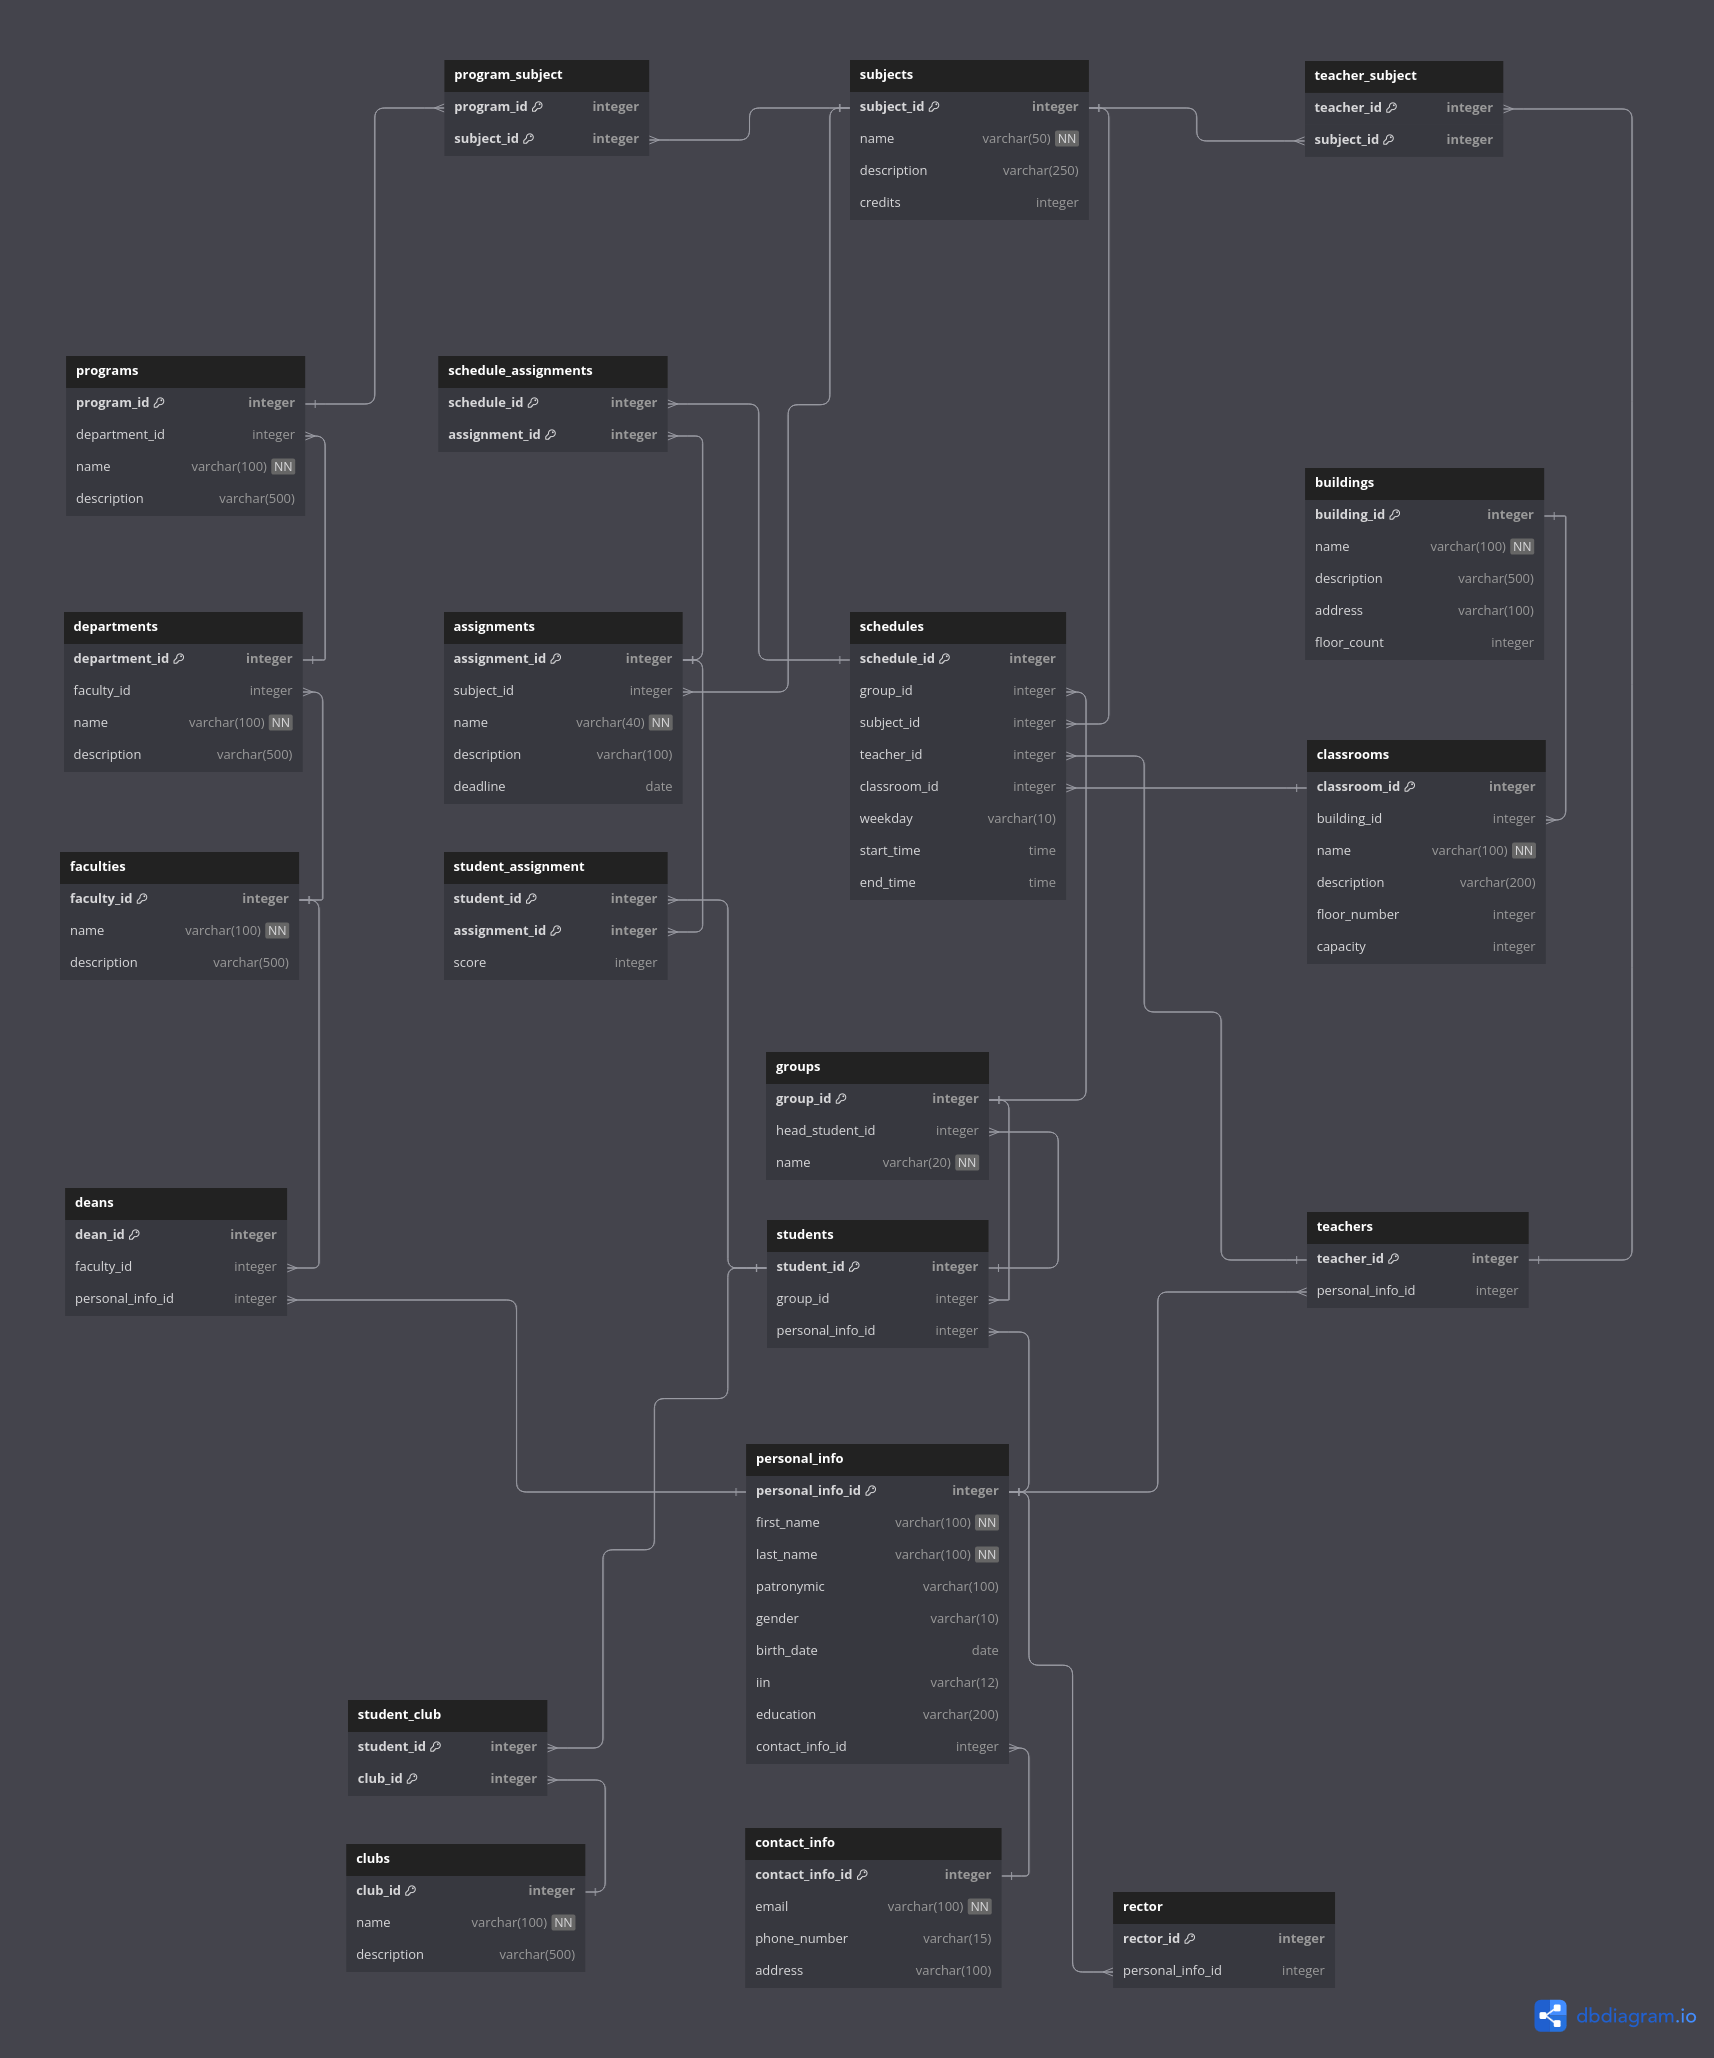 program_subject
program_id integer
subject_id integer
subjects
subject_id integer
name varchar(50) NN
description varchar(250)
credits integer
teacher_subject
teacher_id integer
subject_id integer
programs
program_id integer
department_id integer
name varchar(100) NN
description varchar(500)
schedule_assignments
schedule_id integer
assignment_id integer
buildings
building_id integer
name varchar(100) NN
description varchar(500)
address varchar(100)
floor_count integer
departments
department_id integer
faculty_id integer
name varchar(100) NN
description varchar(500)
assignments
assignment_id integer
subject_id integer
name varchar(40) NN
description varchar(100)
deadline date
schedules
schedule_id integer
group_id integer
subject_id integer
teacher_id integer
classroom_id integer
weekday varchar(10)
start_time time
end_time time
classrooms
classroom_id integer
building_id integer
name varchar(100) NN
description varchar(200)
floor_number integer
capacity integer
faculties
faculty_id integer
name varchar(100) NN
description varchar(500)
student_assignment
student_id integer
assignment_id integer
score integer
groups
group_id integer
head_student_id integer
name varchar(20) NN
deans
dean_id integer
faculty_id integer
personal_info_id integer
students
student_id integer
group_id integer
personal_info_id integer
teachers
teacher_id integer
personal_info_id integer
personal_info
personal_info_id integer
first_name varchar(100) NN
last_name varchar(100) NN
patronymic varchar(100)
gender varchar(10)
birth_date date
iin varchar(12)
education varchar(200)
contact_info_id integer
student_club
student_id integer
club_id integer
clubs
club_id integer
name varchar(100) NN
description varchar(500)
contact_info
contact_info_id integer
email varchar(100) NN
phone_number varchar(15)
address varchar(100)
rector
rector_id integer
personal_info_id integer
dbdiagram.io